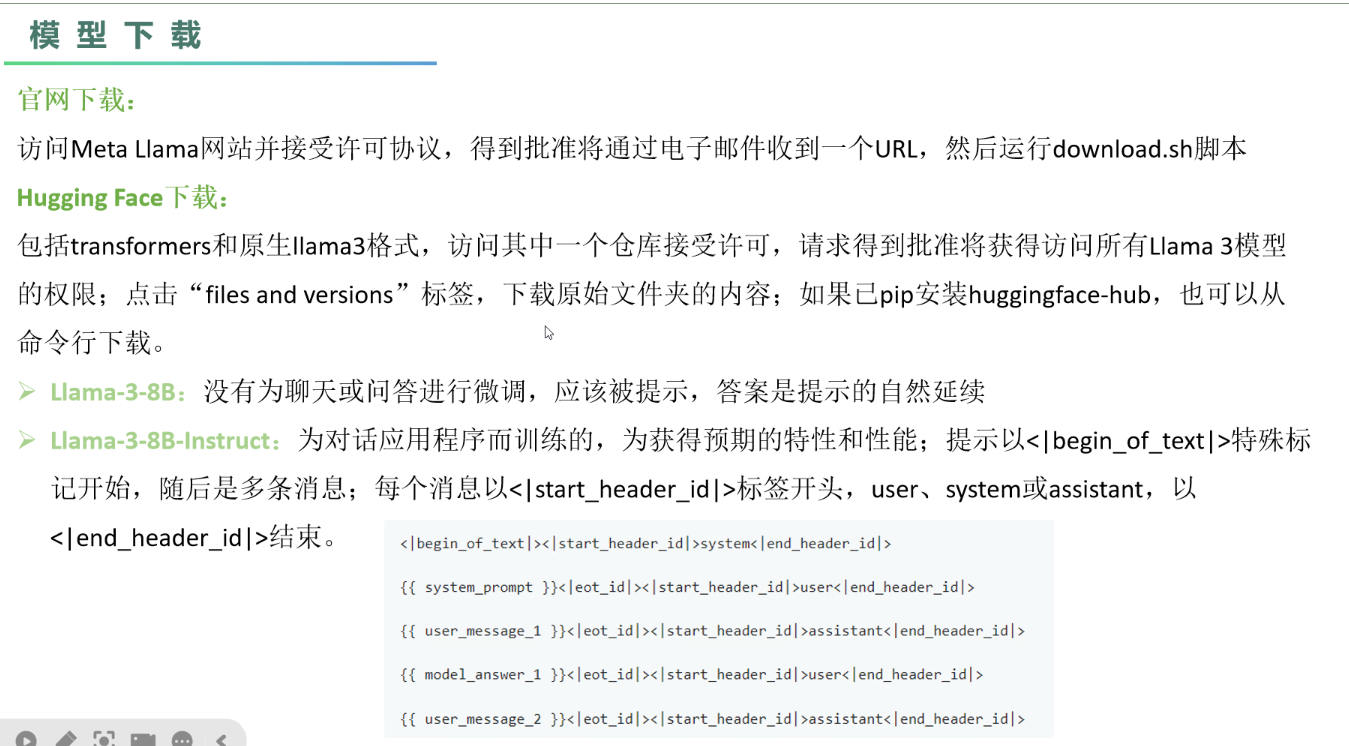 模型下载
官网下载：
访问Meta Llama网站并接受许可协议，得到批准将通过电子邮件收到一个URL，然后运行download.sh脚本
Hugging Face下载：
包括transformers和原生llama3格式，访问其中一个仓库接受许可，请求得到批准将获得访问所有Llama 3模型
的权限；点击“files and versions”标签，下载原始文件夹的内容；如果已pip安装huggingface-hub，也可以从
命令行下载。
➢ Llama-3-8B：没有为聊天或问答进行微调，应该被提示，答案是提示的自然延续
➢ Llama-3-8B-Instruct：为对话应用程序而训练的，为获得预期的特性和性能；提示以<|begin_of_text|>特殊标
记开始，随后是多条消息；每个消息以<|start_header_id|>标签开头，user、system或assistant，以
<|end_header_id|>结束。
<|begin_of_text|><|start_header_id|>system<|end_header_id|>
{{ system_prompt }}<|eot_id|><|start_header_id|>user<|end_header_id|>
{{ user_message_1 }}<|eot_id|><|start_header_id|>assistant<|end_header_id|>
{{ model_answer_1 }}<|eot_id|><|start_header_id|>user<|end_header_id|>
{{ user_message_2 }}<|eot_id|><|start_header_id|>assistant<|end_header_id|>